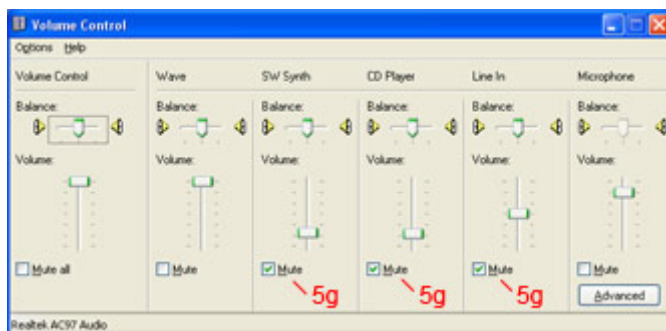 Volume Control
Options Help
Volume Control Wave SW Synth CD Player Line In Microphone
Balance: Balance: Balance: Balance: Balance: Balance:
Volume: Volume: Volume: Volume: Volume: Volume:
Mute all Mute Mute Mute Mute Mute
5g 5g 5g
Advanced
Realtek AC97 Audio